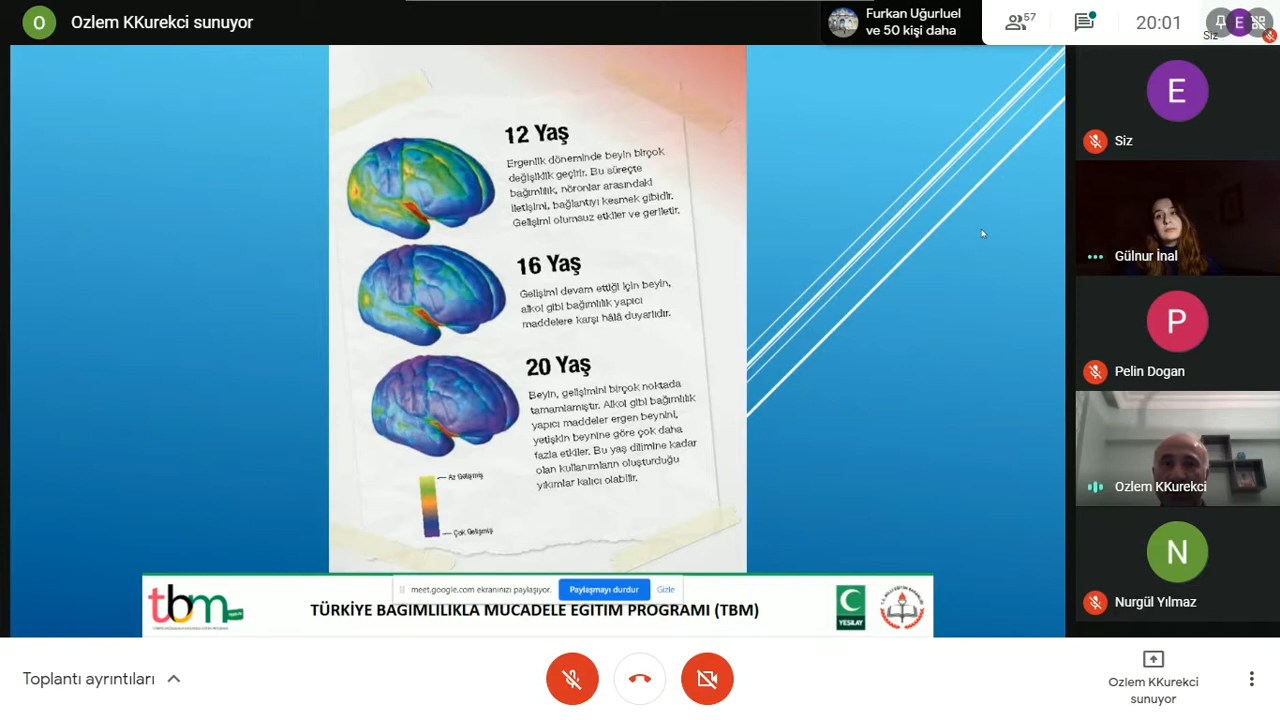 O
Ozlem KKurekci sunuyor
Furkan Uğurluel
ve 50 kişi daha
57
20:01
E
Siz
12 Yaş
Ergenlik döneminde beyin birçok
değişiklik geçirir. Bu süreçte
bağımlılık, nöronlar arasındaki
iletişimi, bağlantıyı kesmek gibidir.
Gelişimi olumsuz etkiler ve geriletir.
16 Yaş
Gelişimi devam ettiği için beyin,
alkol gibi bağımlılık yapıcı
maddelere karşı hâlâ duyarlıdır.
20 Yaş
Beyin, gelişimini birçok noktada
tamamlamıştır. Alkol gibi bağımlılık
yapıcı maddeler ergen beynini,
yetişkin beynine göre çok daha
fazla etkiler. Bu yaş dilimine kadar
olan kullanımların oluşturduğu
yıkımlar kalıcı olabilir.
Az Gelişmiş
Çok Gelişmiş
meet.google.com ekranınızı paylaşıyor.
Paylaşmayı durdur
Gizle
tbm
TÜRKİYE BAGIMLILIKLA MUCADELE EGITIM PROGRAMI (TBM)
YEŞİLAY
E
Siz
Gülnur İnal
P
Pelin Dogan
Ozlem KKurekci
N
Nurgül Yılmaz
Toplantı ayrıntıları
Ozlem KKurekci
sunuyor